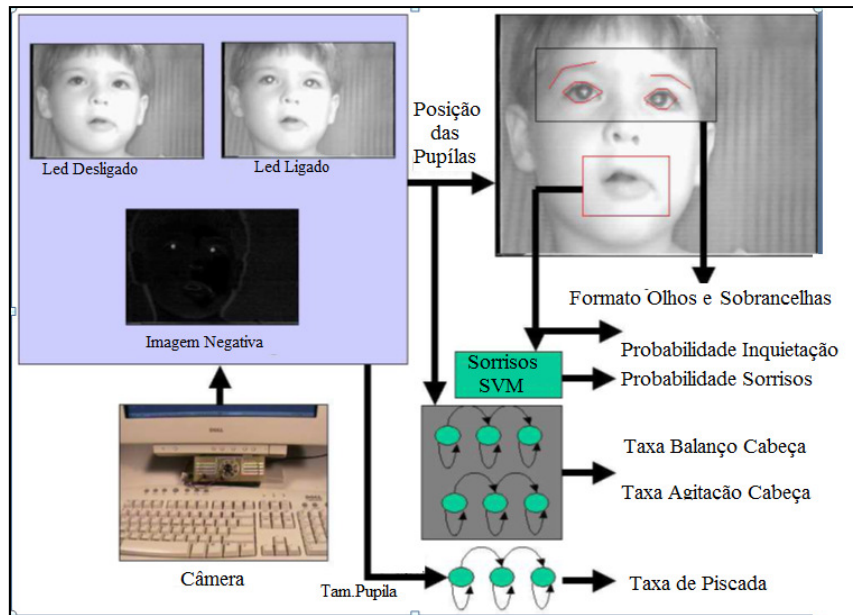 Led Desligado
Led Ligado
Imagem Negativa
Câmera
Posição
das
Pupílas
Formato Olhos e Sobrancelhas
Probabilidade Inquietação
Sorrisos
SVM
Probabilidade Sorrisos
Taxa Balanço Cabeça
Taxa Agitação Cabeça
Tam.Pupila
Taxa de Piscada